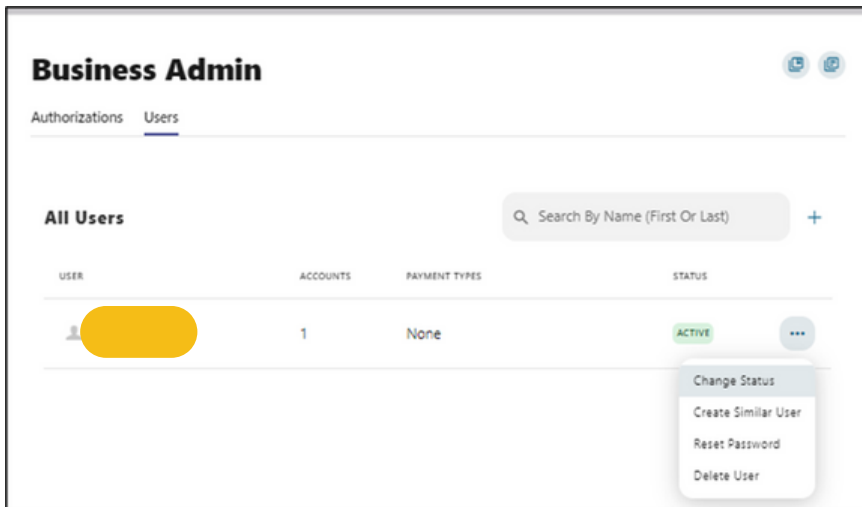 Business Admin
Authorizations Users
All Users
Search By Name (First Or Last)
USER ACCOUNTS PAYMENT TYPES STATUS
1 None ACTIVE
Change Status
Create Similar User
Reset Password
Delete User